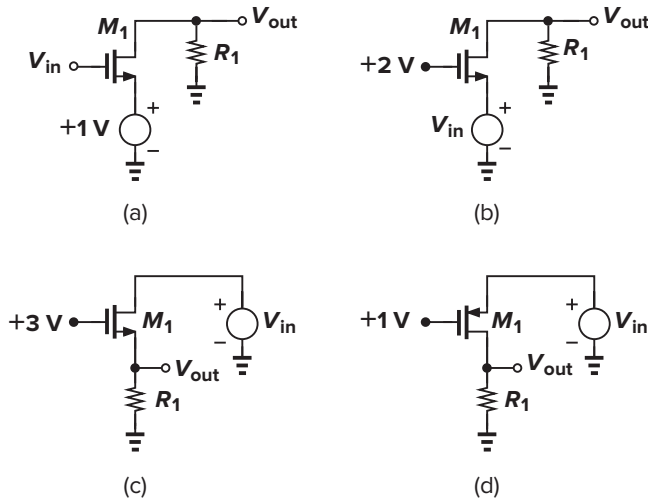 M1 Vout
Vin R1
+1 V + −
(a)
M1 Vout
+2 V R1
Vin + −
(b)
+3 V M1 + − Vin
Vout
R1
(c)
+1 V M1 + − Vin
Vout
R1
(d)